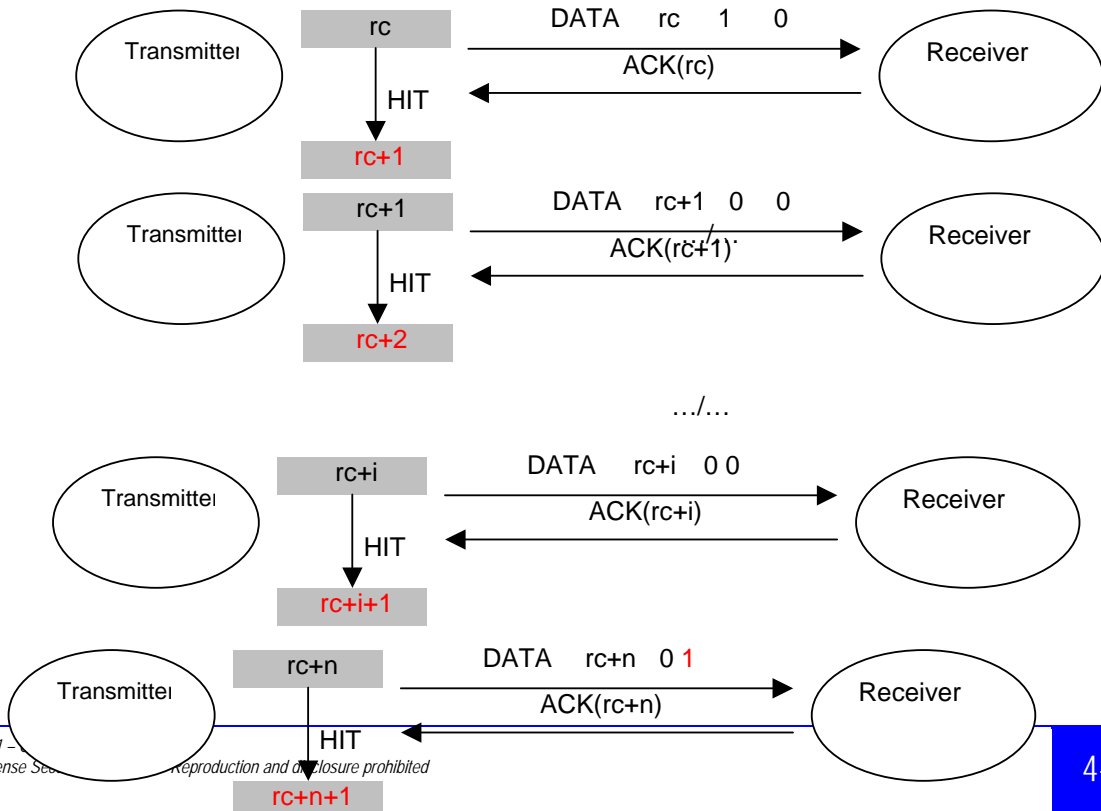 rc DATA rc 1 0
Transmitter Receiver
ACK(rc)
HIT
rc+1
rc+1 DATA rc+1 0 0
Transmitter Receiver
…/…
ACK(rc+1)
HIT
rc+2
…/…
rc+i DATA rc+i 0 0
Transmitter Receiver
ACK(rc+i)
HIT
rc+i+1
rc+n DATA rc+n 0 1
Transmitter Receiver
ACK(rc+n)
HIT
Reproduction and disclosure prohibited
rc+n+1